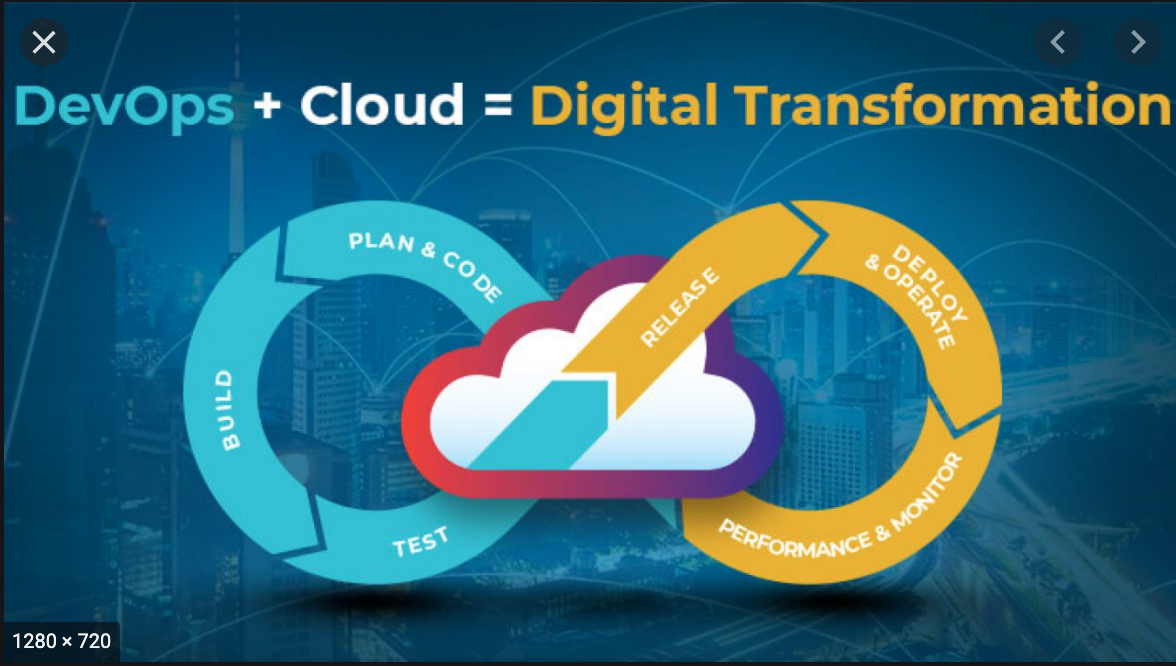 DevOps + Cloud = Digital Transformation
PLAN & CODE
BUILD
TEST
RELEASE
DEPLOY
& OPERATE
PERFORMANCE & MONITOR
1280 × 720